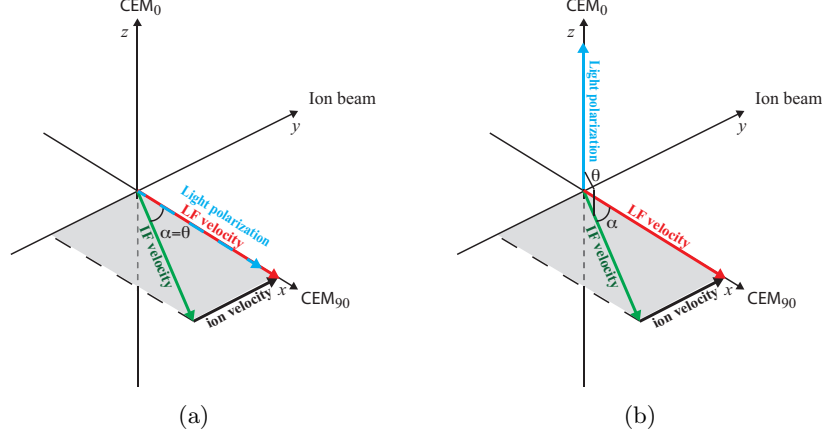 CEM0
z
Ion beam
y
Light polarization
LF velocity
α=θ
IF velocity
x
CEM90
ion velocity
(a)
CEM0
z
Light polarization
Ion beam
y
θ
α
LF velocity
IF velocity
x
CEM90
ion velocity
(b)